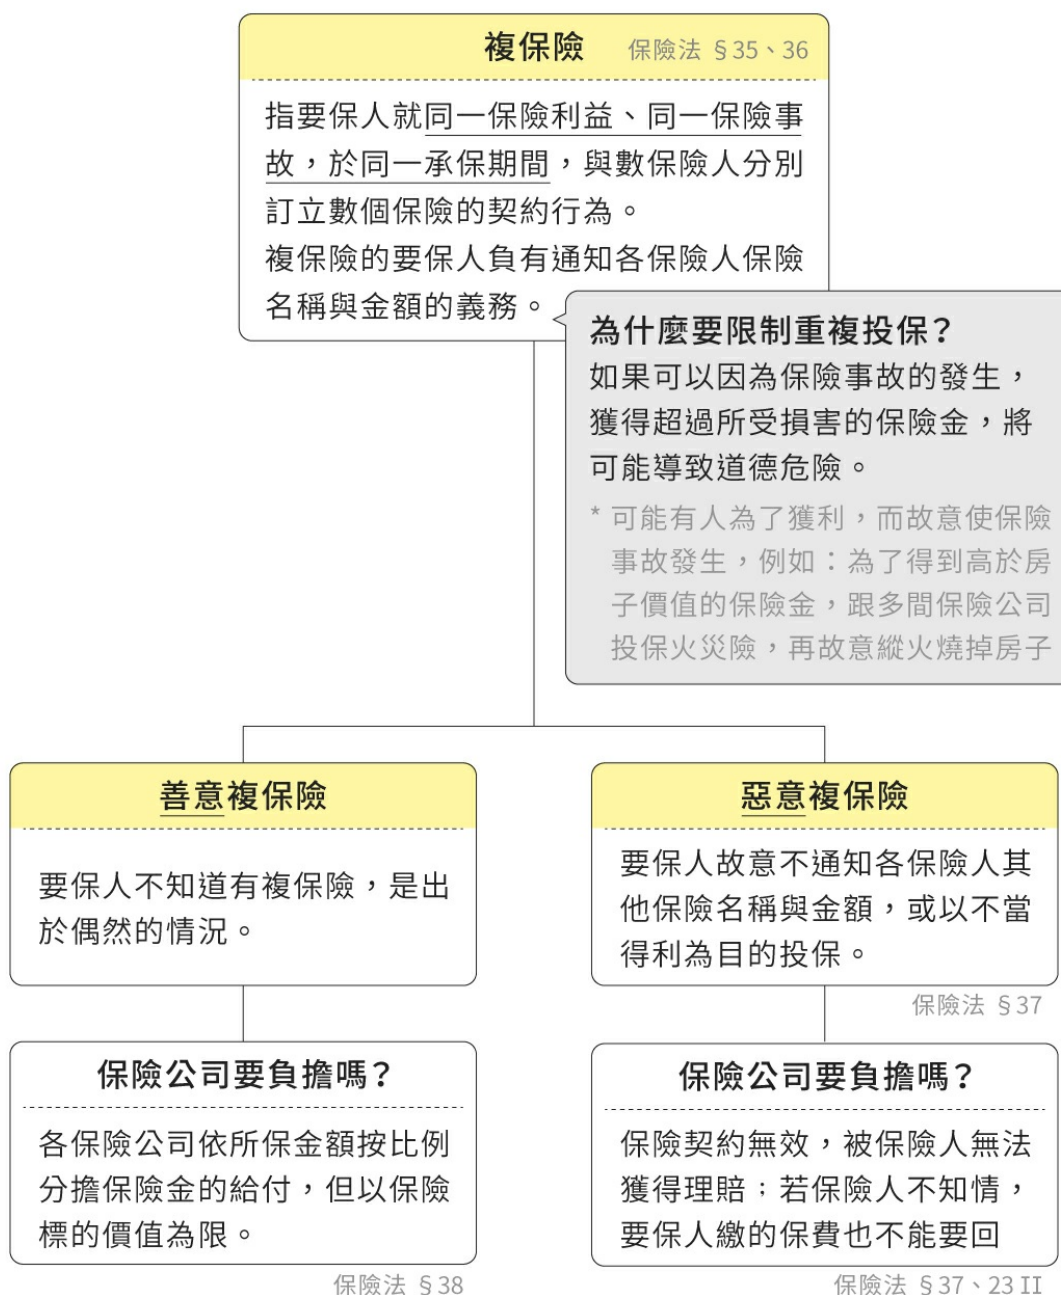 複保險 保險法 §35、36
指要保人就同一保險利益、同一保險事
故，於同一承保期間，與數保險人分別
訂立數個保險的契約行為。
複保險的要保人負有通知各保險人保險
名稱與金額的義務。
為什麼要限制重複投保？
如果可以因為保險事故的發生，
獲得超過所受損害的保險金，將
可能導致道德危險。
* 可能有人為了獲利，而故意使保險
事故發生，例如：為了得到高於房
子價值的保險金，跟多間保險公司
投保火災險，再故意縱火燒掉房子
善意複保險
要保人不知道有複保險，是出
於偶然的情況。
保險公司要負擔嗎？
各保險公司依所保金額按比例
分擔保險金的給付，但以保險
標的價值為限。
保險法 §38
惡意複保險
要保人故意不通知各保險人其
他保險名稱與金額，或以不當
得利為目的投保。
保險法 §37
保險公司要負擔嗎？
保險契約無效，被保險人無法
獲得理賠；若保險人不知情，
要保人繳的保費也不能要回
保險法 §37、23 II